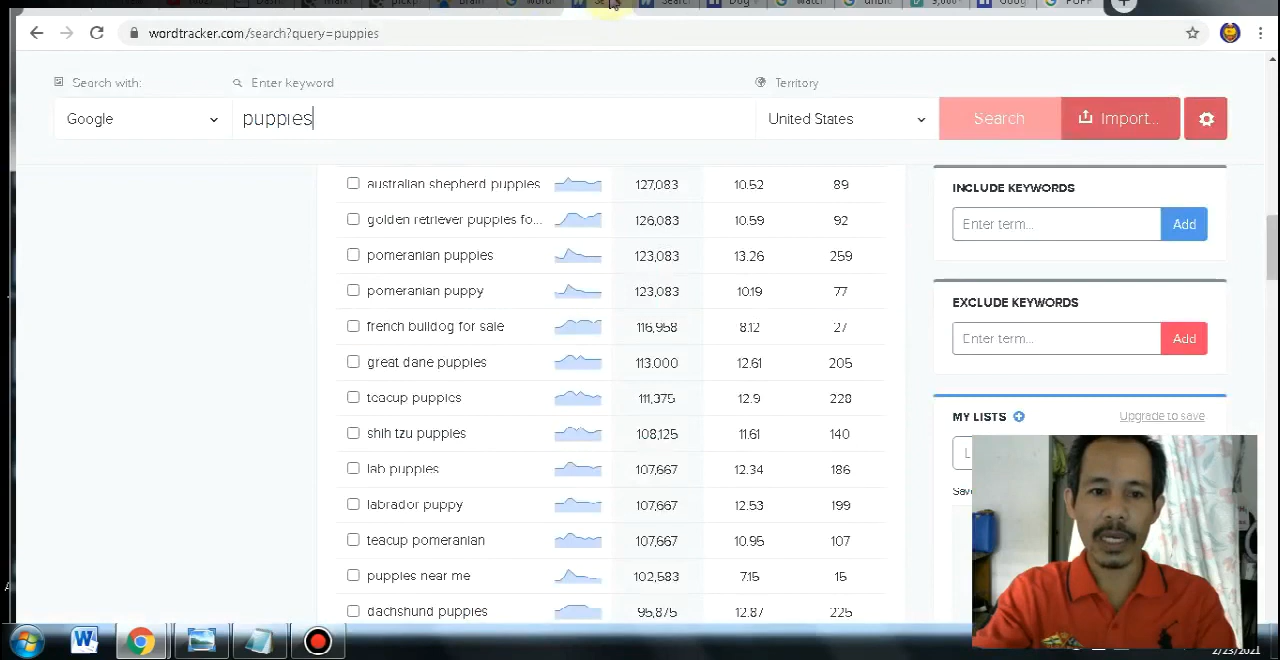 wordtracker.com/search?query=puppies
Search with:
Enter keyword
Territory
Google
puppies
United States
Search
Import...
australian shepherd puppies 127,083 10.52 89
golden retriever puppies fo... 126,083 10.59 92
pomeranian puppies 123,083 13.26 259
pomeranian puppy 123,083 10.19 77
french bulldog for sale 116,958 8.12 27
great dane puppies 113,000 12.61 205
teacup puppies 111,375 12.9 228
shih tzu puppies 108,125 11.61 140
lab puppies 107,667 12.34 186
labrador puppy 107,667 12.53 199
teacup pomeranian 107,667 10.95 107
puppies near me 102,583 7.15 15
dachshund puppies 95,875 12.87 225
INCLUDE KEYWORDS
Enter term...
Add
EXCLUDE KEYWORDS
Enter term...
Add
MY LISTS
Upgrade to save
2/23/2021